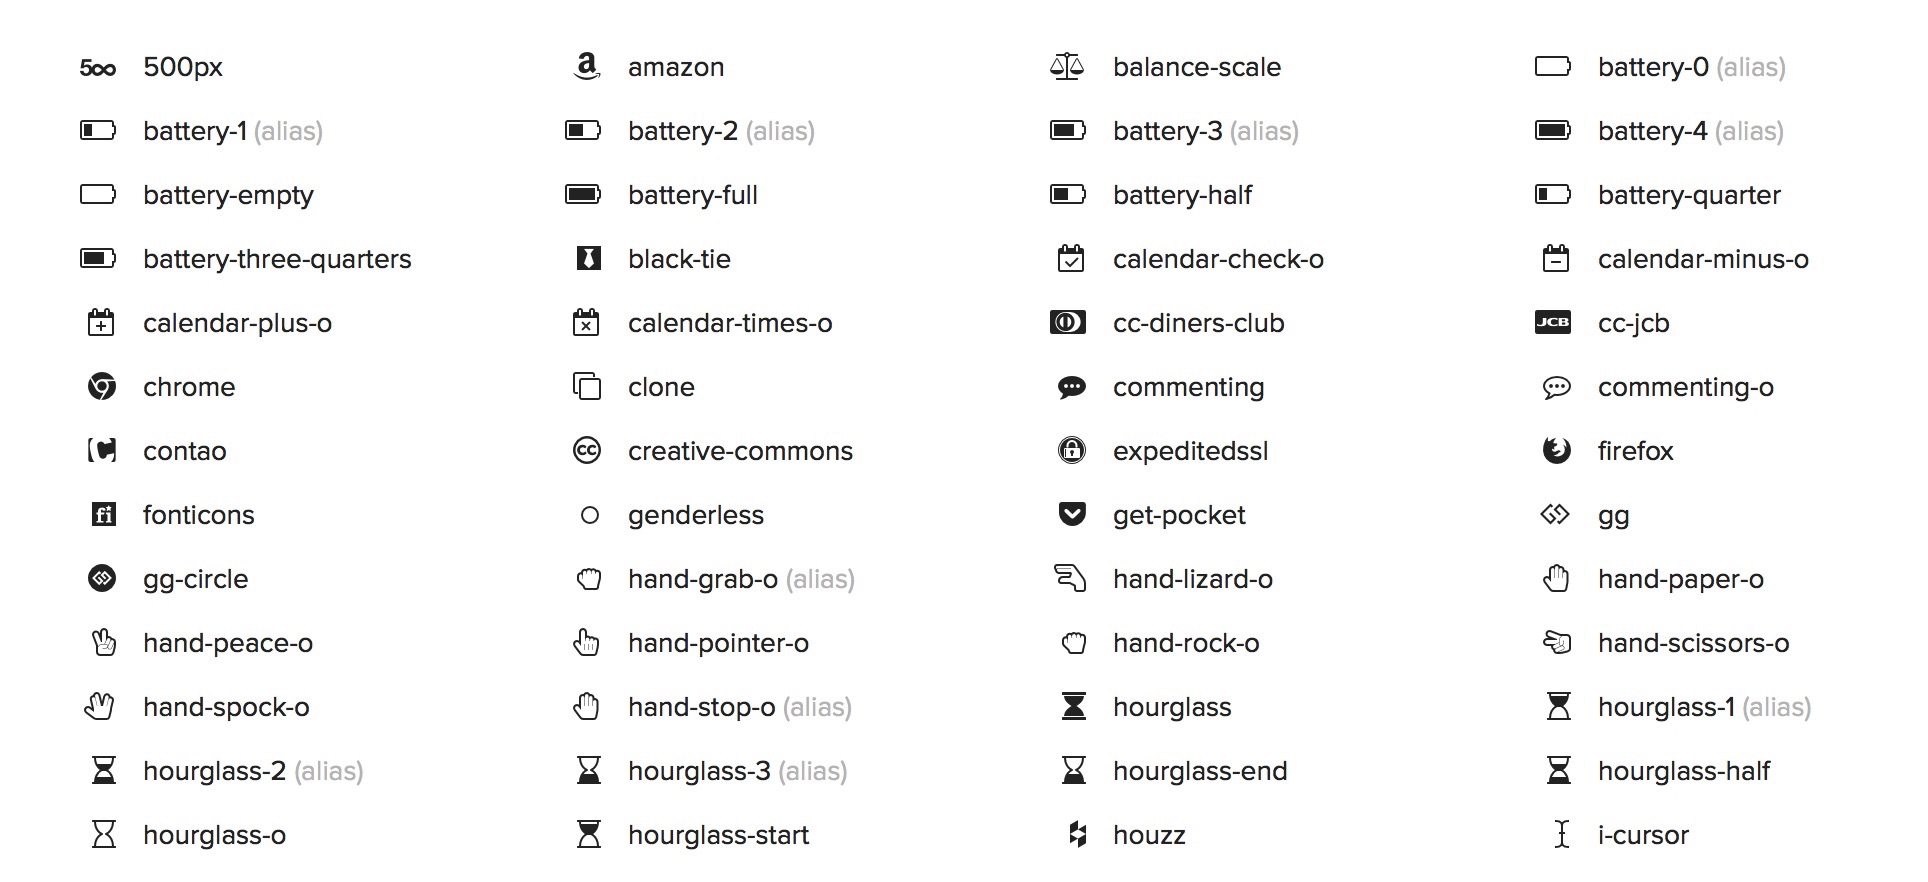 500px amazon balance-scale battery-0 (alias)
battery-1 (alias) battery-2 (alias) battery-3 (alias) battery-4 (alias)
battery-empty battery-full battery-half battery-quarter
battery-three-quarters black-tie calendar-check-o calendar-minus-o
calendar-plus-o calendar-times-o cc-diners-club JCB cc-jcb
chrome clone commenting commenting-o
contao cc creative-commons expeditedssl firefox
fi fonticons genderless get-pocket gg
gg-circle hand-grab-o (alias) hand-lizard-o hand-paper-o
hand-peace-o hand-pointer-o hand-rock-o hand-scissors-o
hand-spock-o hand-stop-o (alias) hourglass hourglass-1 (alias)
hourglass-2 (alias) hourglass-3 (alias) hourglass-end hourglass-half
hourglass-o hourglass-start houzz i-cursor